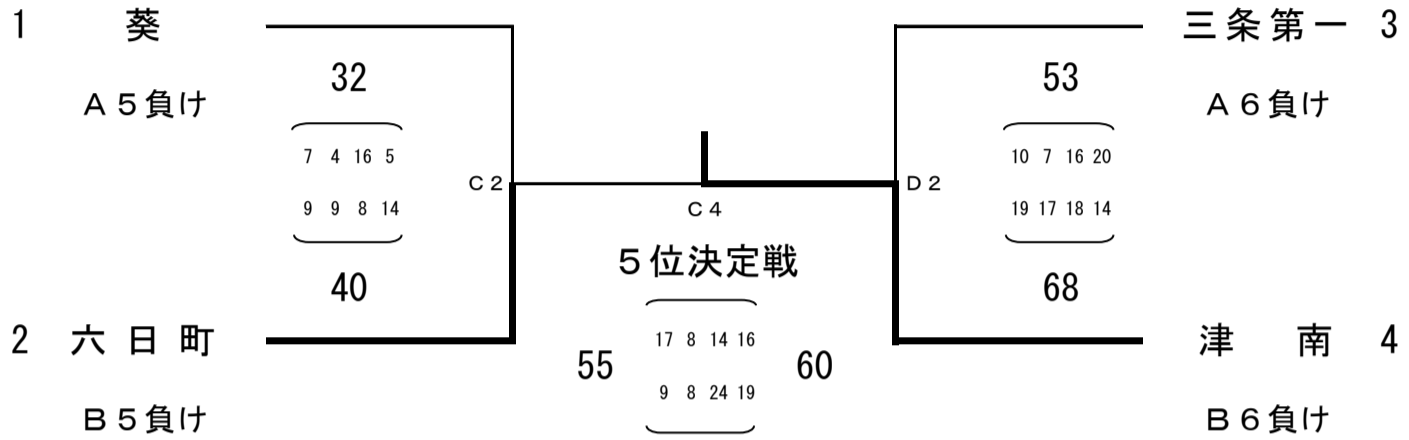 1 葵
A5負け
32
7 4 16 5
9 9 8 14
40
2 六日町
B5負け
C2
C4
5位決定戦
55
17 8 14 16
9 8 24 19
60
D2
三条第一 3
A6負け
53
10 7 16 20
19 17 18 14
68
津南 4
B6負け